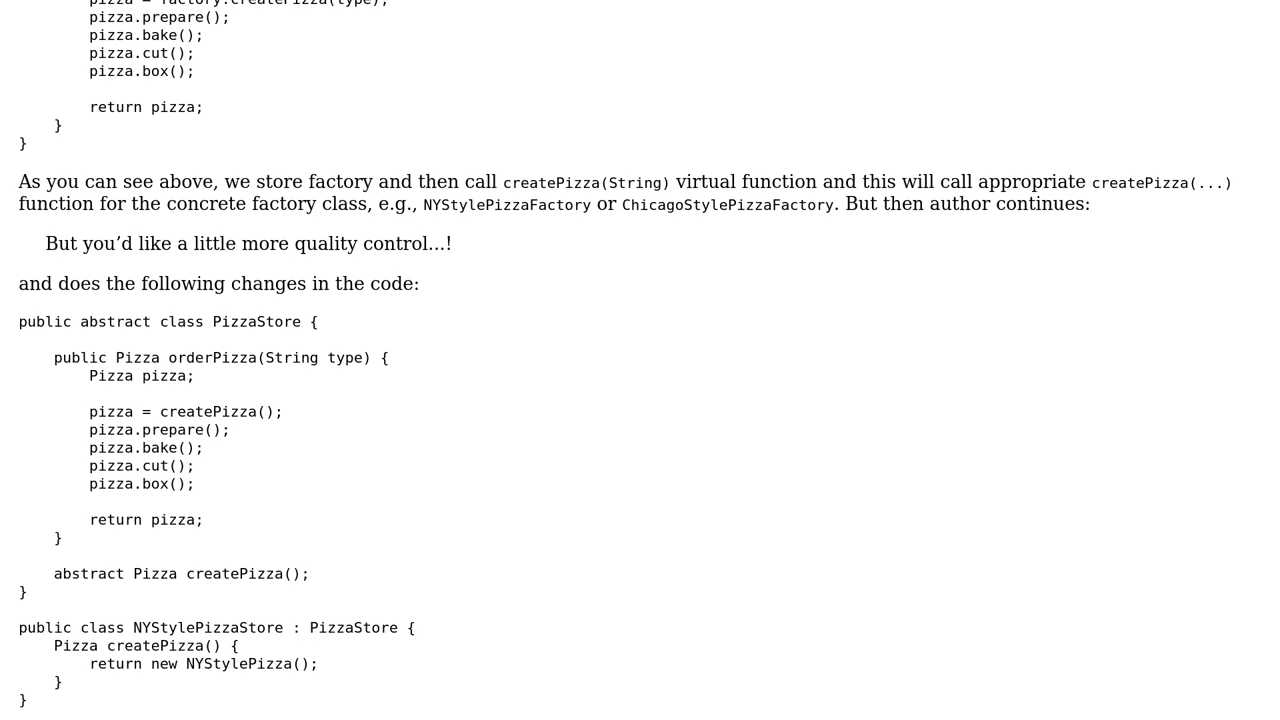 pizza = factory.createPizza(type);
pizza.prepare();
pizza.bake();
pizza.cut();
pizza.box();
return pizza;
}
}
As you can see above, we store factory and then call createPizza(String) virtual function and this will call appropriate createPizza(...)
function for the concrete factory class, e.g., NYStylePizzaFactory or ChicagoStylePizzaFactory. But then author continues:
But you’d like a little more quality control...!
and does the following changes in the code:
public abstract class PizzaStore {
public Pizza orderPizza(String type) {
Pizza pizza;
pizza = createPizza();
pizza.prepare();
pizza.bake();
pizza.cut();
pizza.box();
return pizza;
}
abstract Pizza createPizza();
}
public class NYStylePizzaStore : PizzaStore {
Pizza createPizza() {
return new NYStylePizza();
}
}